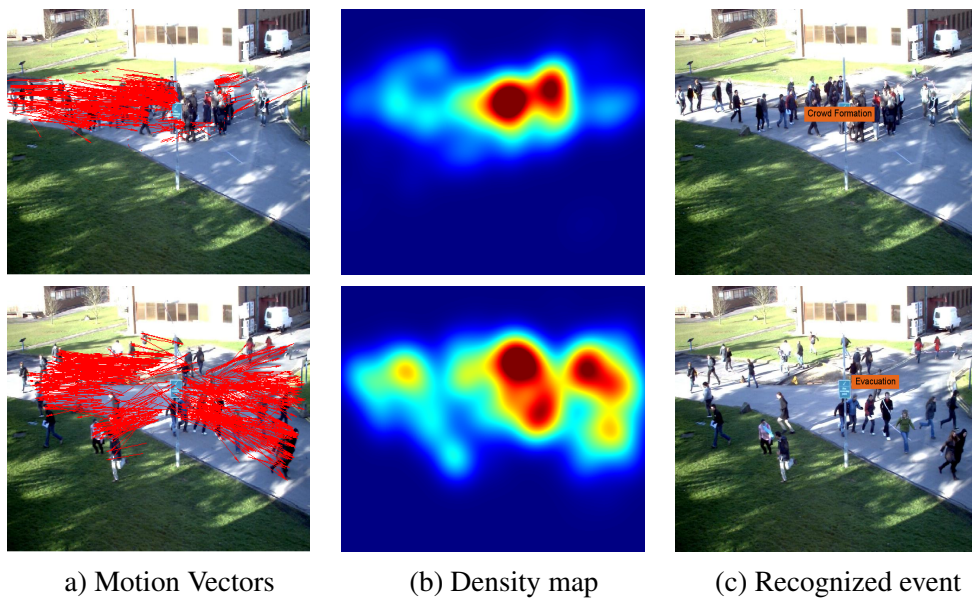 Crowd Formation
Evacuation
a) Motion Vectors
(b) Density map
(c) Recognized event